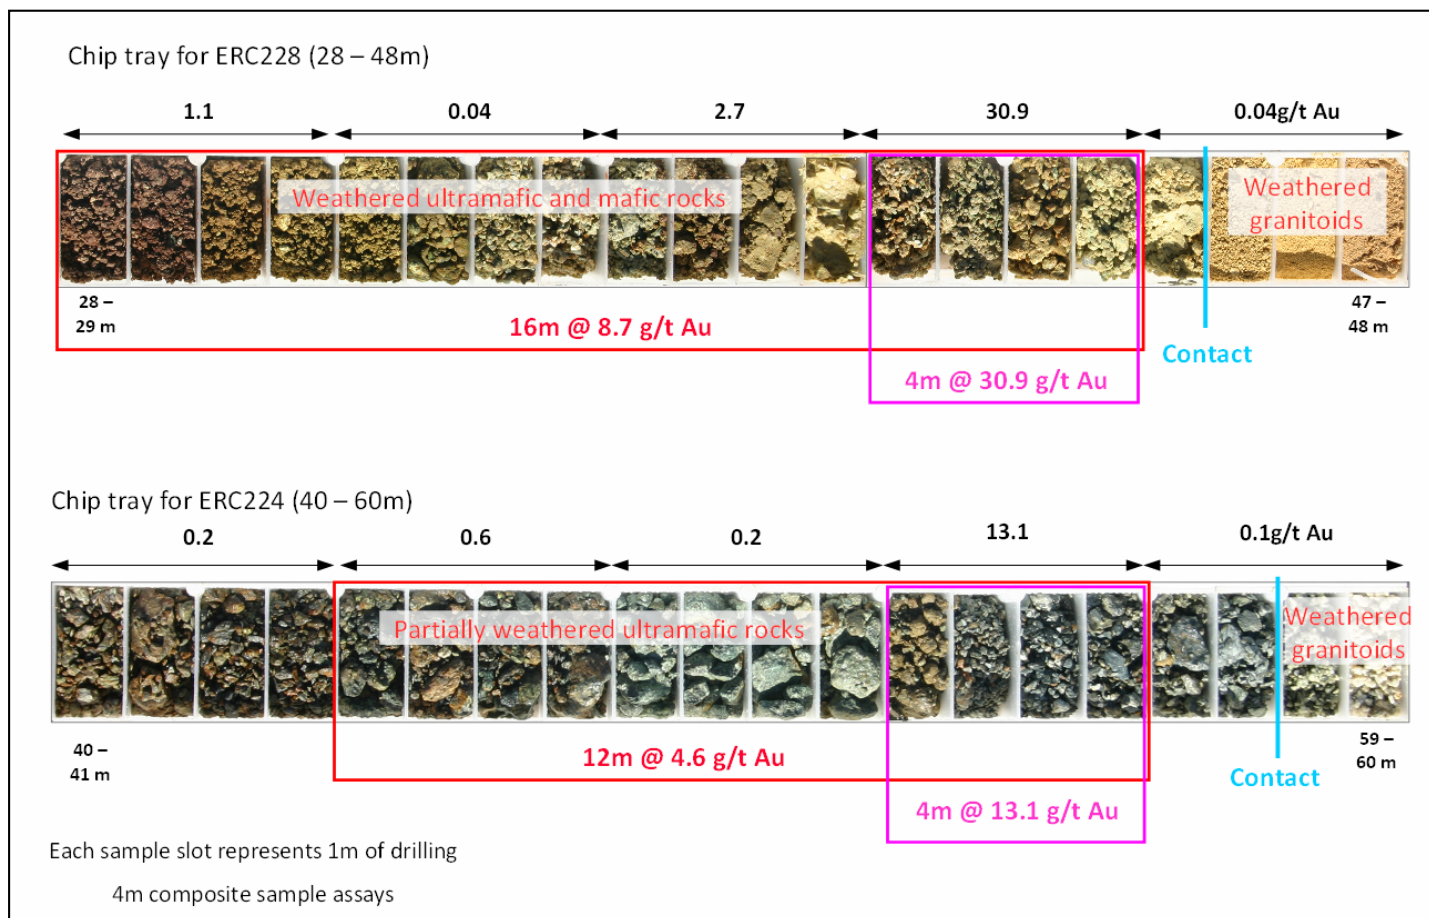 Chip tray for ERC228 (28 – 48m)
1.1
0.04
2.7
30.9
0.04g/t Au
Weathered ultramafic and mafic rocks
Weathered
granitoids
28 –
29 m
47 –
48 m
16m @ 8.7 g/t Au
Contact
4m @ 30.9 g/t Au
Chip tray for ERC224 (40 – 60m)
0.2
0.6
0.2
13.1
0.1g/t Au
Partially weathered ultramafic rocks
Weathered
granitoids
40 –
41 m
59 –
60 m
12m @ 4.6 g/t Au
Contact
4m @ 13.1 g/t Au
Each sample slot represents 1m of drilling
4m composite sample assays